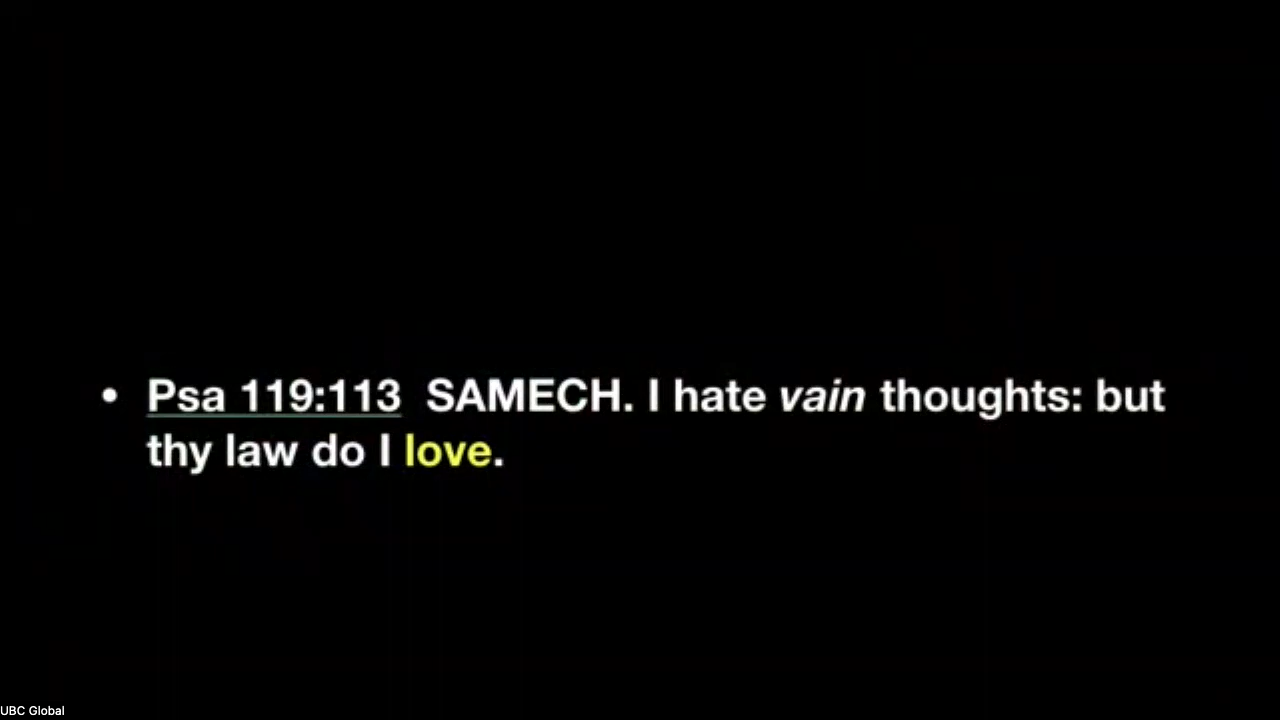 • Psa 119:113 SAMECH. I hate vain thoughts: but
thy law do I love.
UBC Global